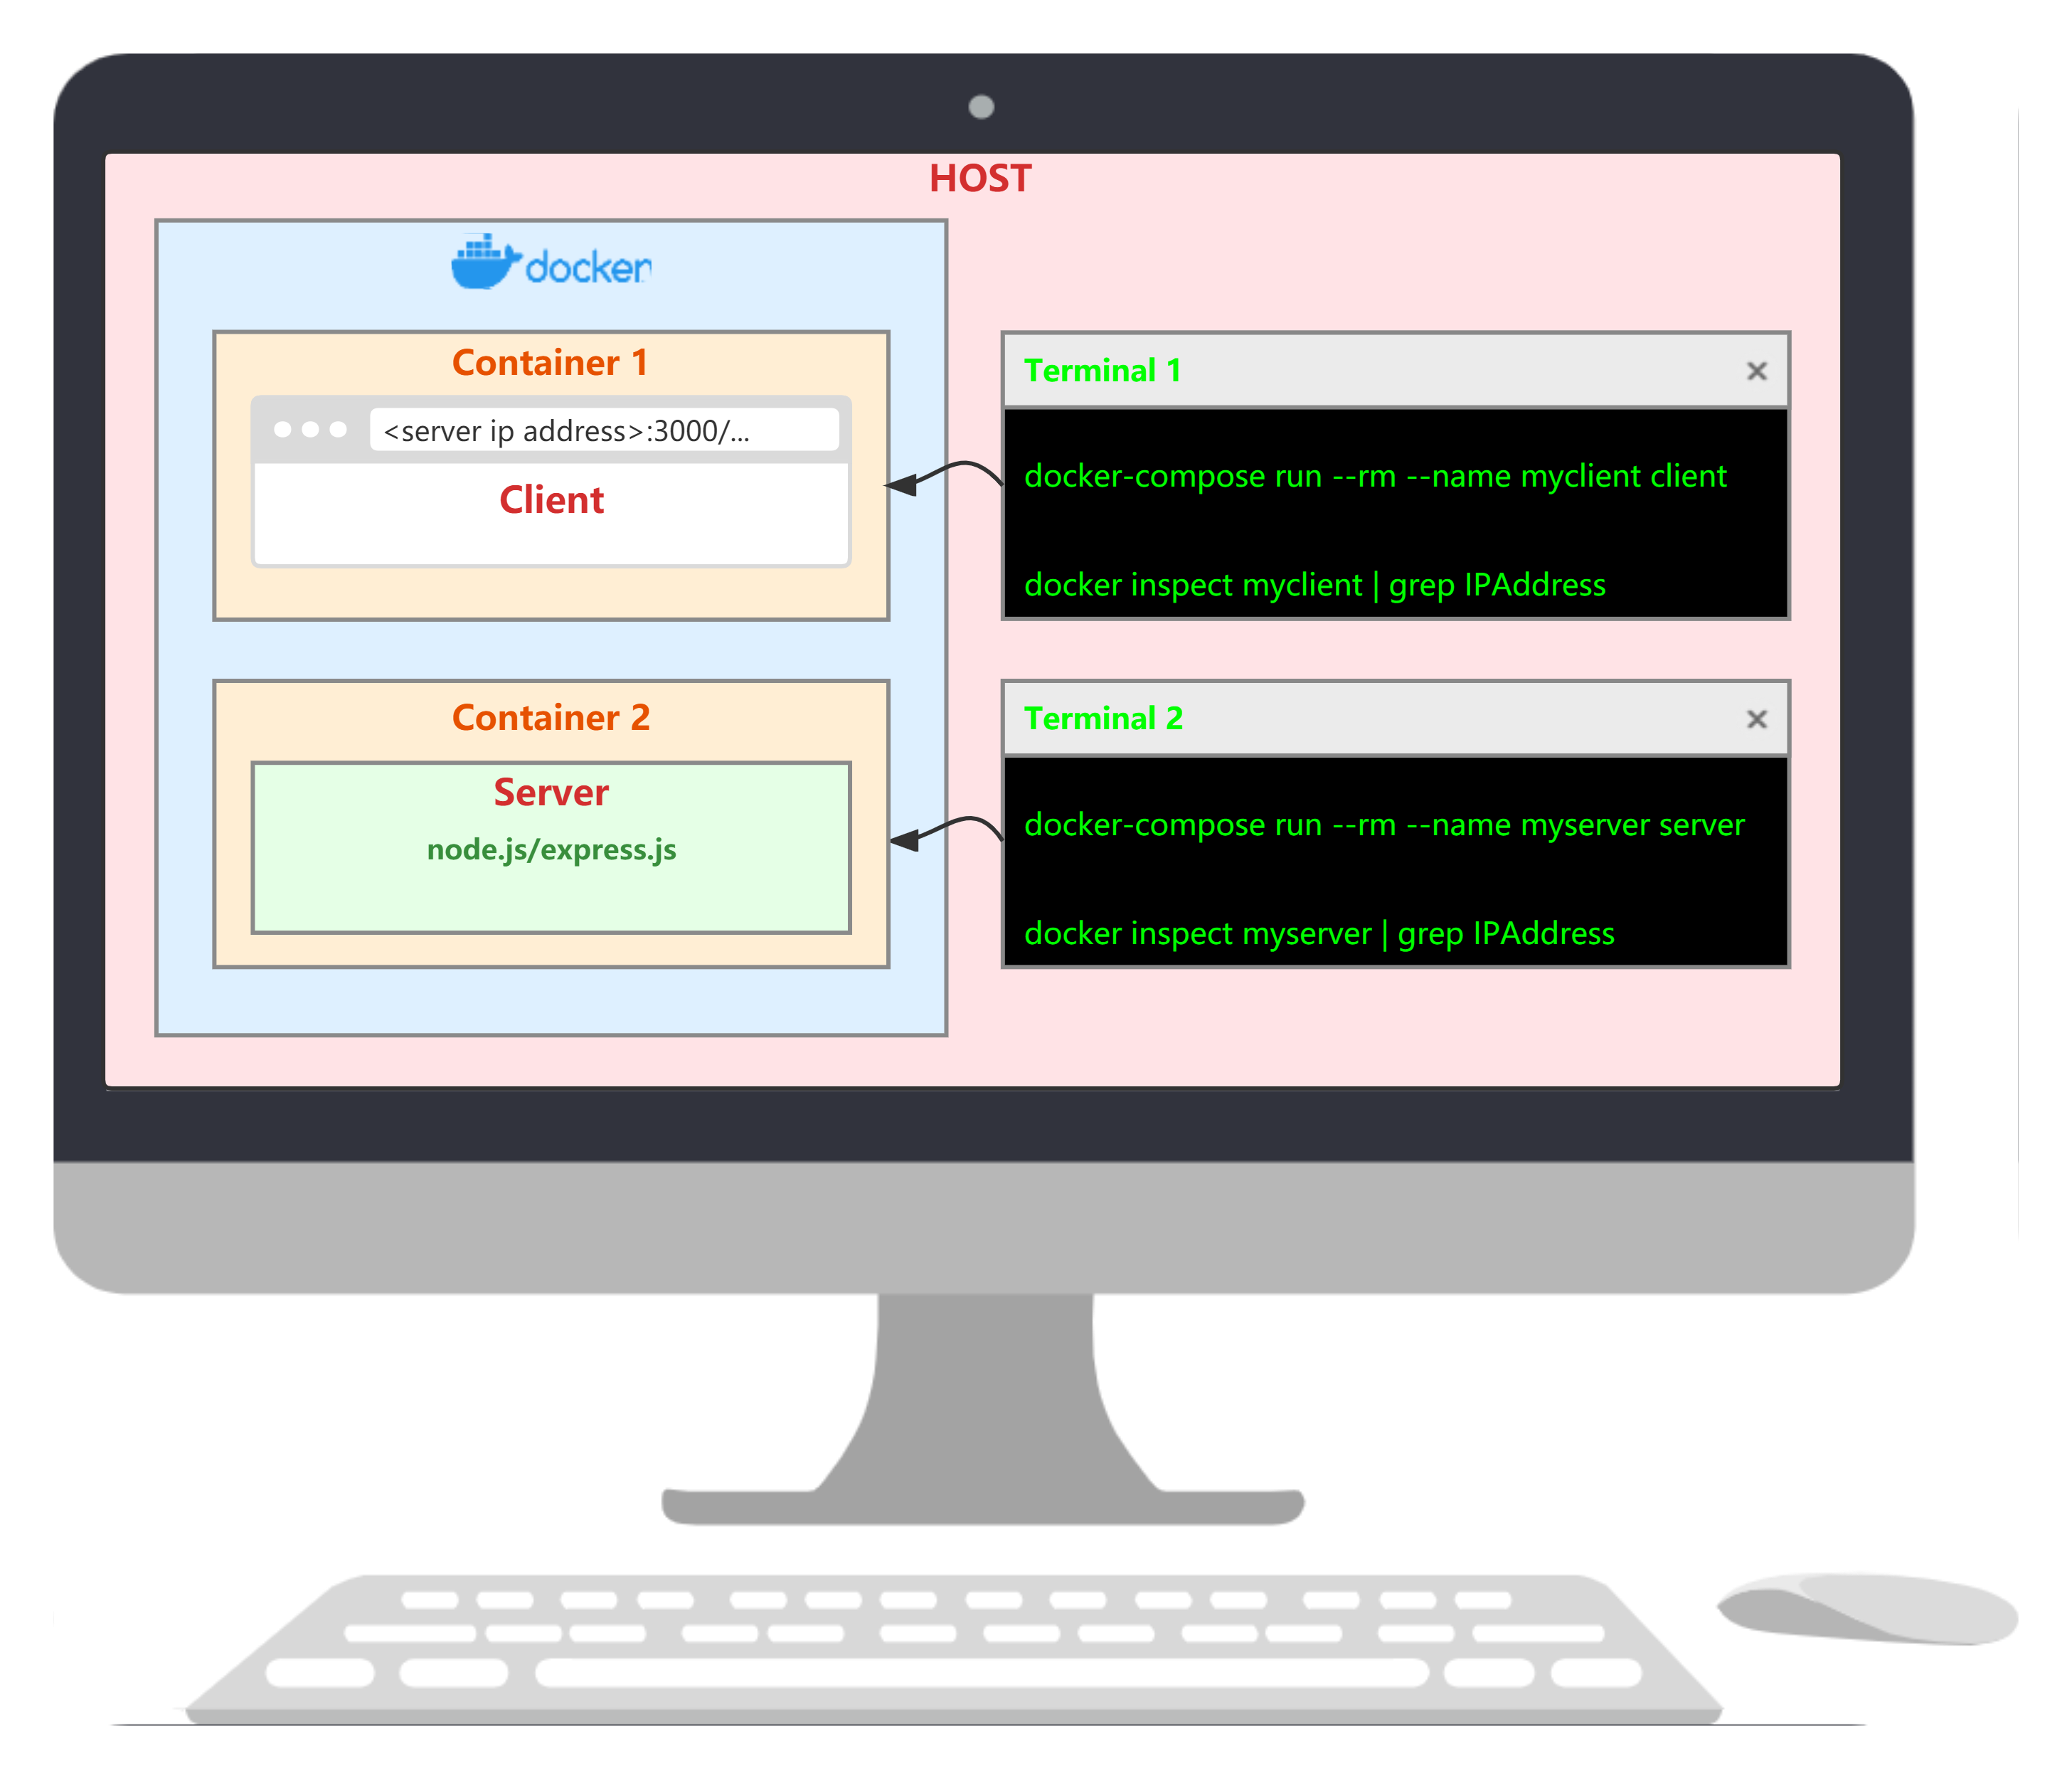 HOST
docker
Container 1
<server ip address>:3000/...
Client
Terminal 1
docker-compose run --rm --name myclient client
docker inspect myclient | grep IPAddress
Container 2
Server
node.js/express.js
Terminal 2
docker-compose run --rm --name myserver server
docker inspect myserver | grep IPAddress